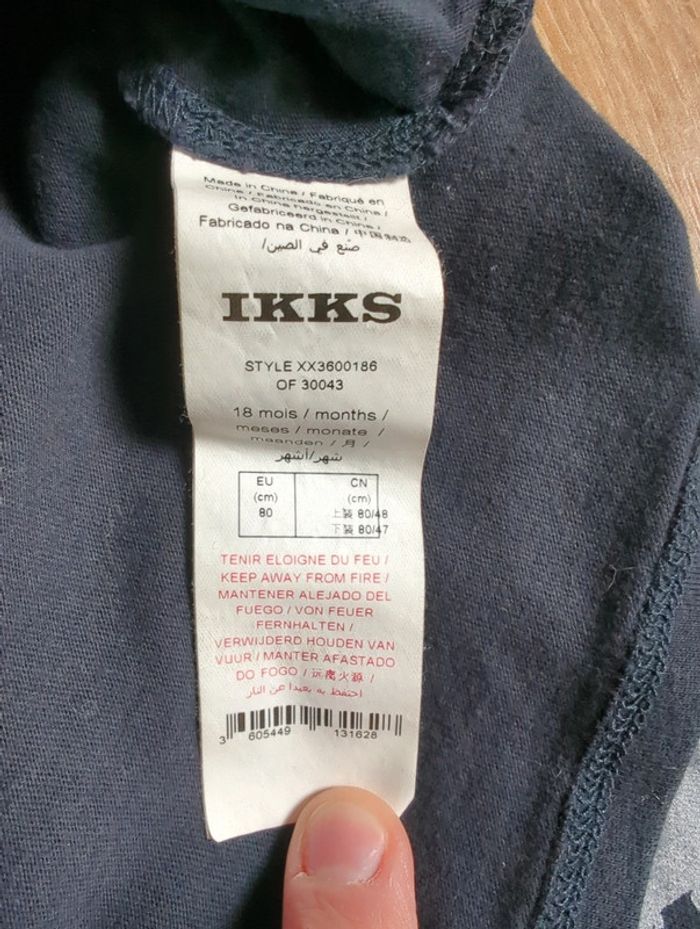 Made in China / Fabriqué en
Chine / Fabricado en China /
In China hergestellt /
Gefabriceerd in China /
Fabricado na China / 中国制造
صنع في الصين/
IKKS
STYLE XX3600186
OF 30043
18 mois / months /
meses / monate /
maanden / 月 /
شهر/أشهر
EU CN
(cm) (cm)
80 上装 80/48
下装 80/47
TENIR ELOIGNE DU FEU /
KEEP AWAY FROM FIRE /
MANTENER ALEJADO DEL
FUEGO / VON FEUER
FERNHALTEN /
VERWIJDERD HOUDEN VAN
VUUR / MANTER AFASTADO
DO FOGO / 远离火源 /
احتفظ به بعيدا عن النار
3 605449 131628